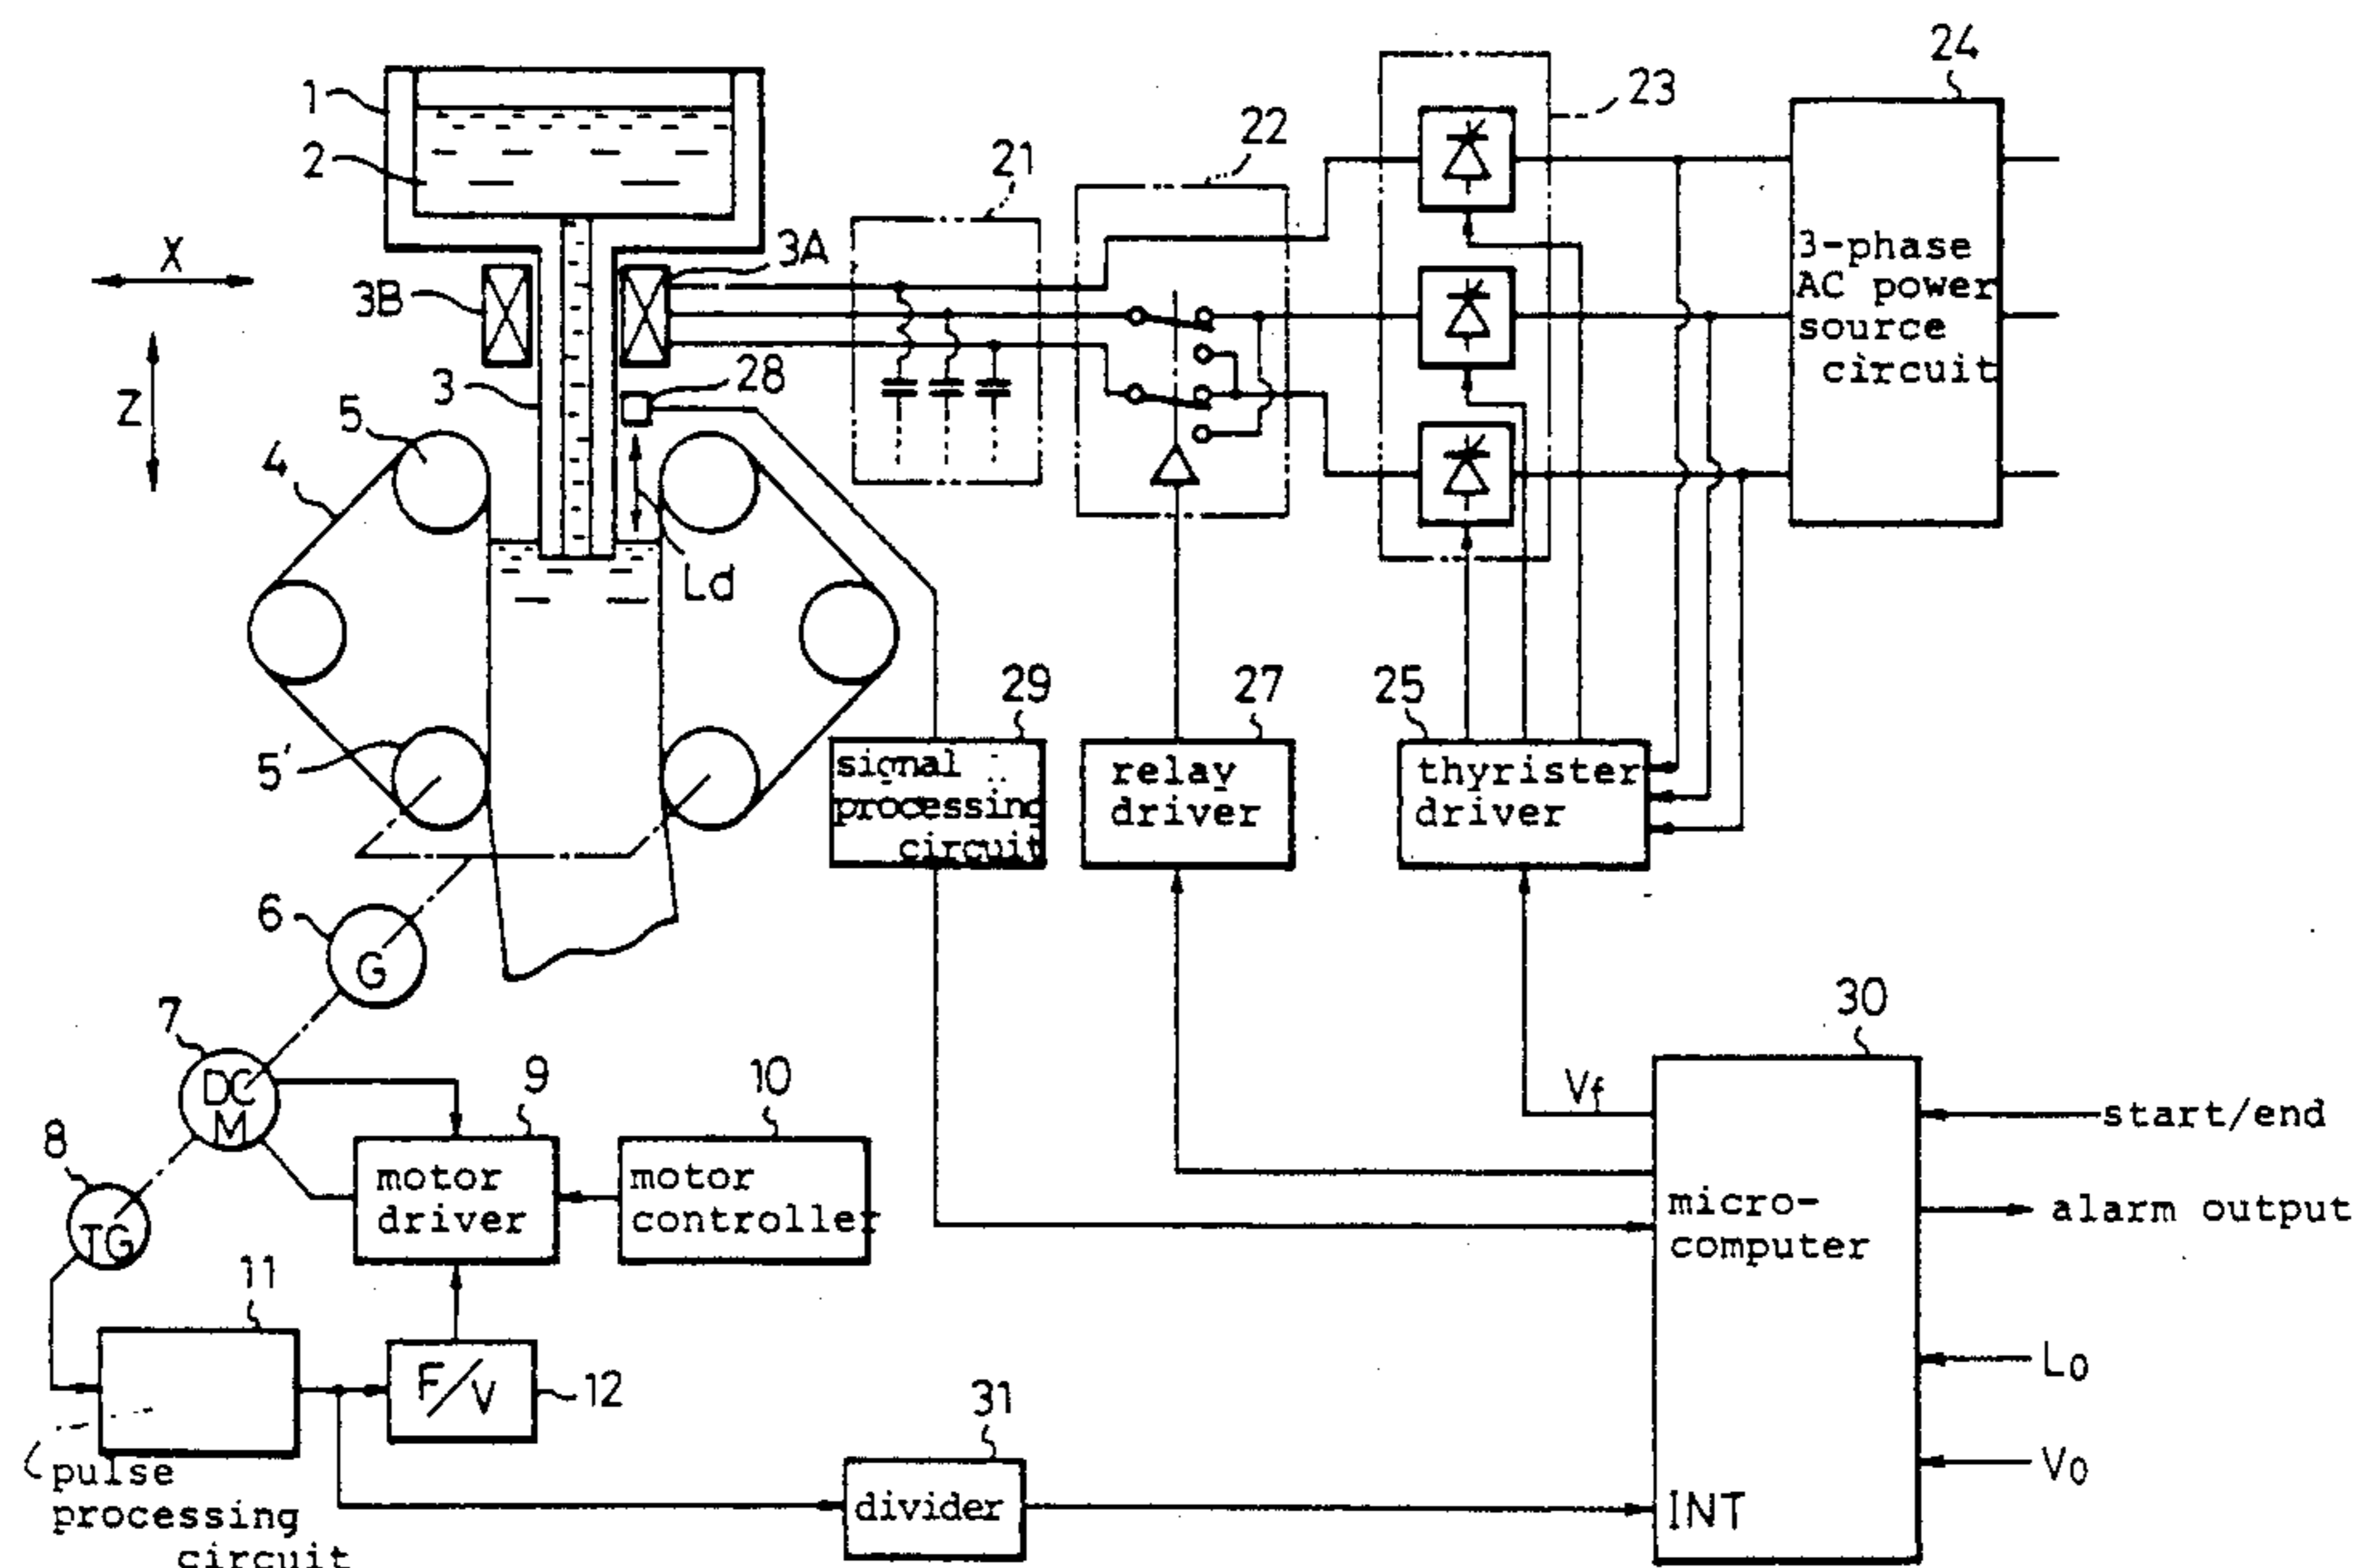 24
23
1
22
2
21
3-phase
AC power
source
circuit
3A
X
3B
28
3
Z
5
4
Ld
29
27
25
5'
signal
processing
circuit
relay
driver
thyrister
driver
6
G
30
7
DC
M
9
10
Vf
start/end
8
motor
driver
motor
controller
micro-
computer
alarm output
TG
11
F/V
12
L0
31
V0
pulse
processing
circuit
divider
INT